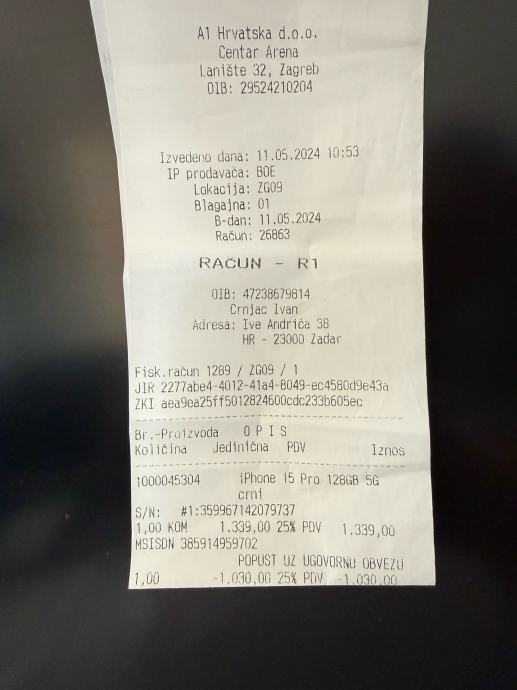 A1 Hrvatska d.o.o.
Centar Arena
Lanište 32, Zagreb
OIB: 29524210204
Izvedeno dana: 11.05.2024 10:53
IP prodavača: BOE
Lokacija: ZG09
Blagajna: 01
B-dan: 11.05.2024
Račun: 26863
RAČUN - R1
OIB: 47238679814
Crnjac Ivan
Adresa: Ive Andrića 38
HR - 23000 Zadar
Fisk.račun 1289 / ZG09 / 1
JIR 2277abe4-4012-41a4-8049-ec4580d9e43a
ZKI aea9ea25ff5012824600cdc233b605ec
Br.-Proizvoda O P I S
Količina Jedinična PDV Iznos
1000045304 iPhone 15 Pro 128GB 5G
crni
S/N: #1:359967142079737
1,00 KOM 1.339,00 25% PDV 1.339,00
MSISDN 385914959702
POPUST UZ UGOVORNU OBVEZU
1,00 -1.030,00 25% PDV -1.030,00